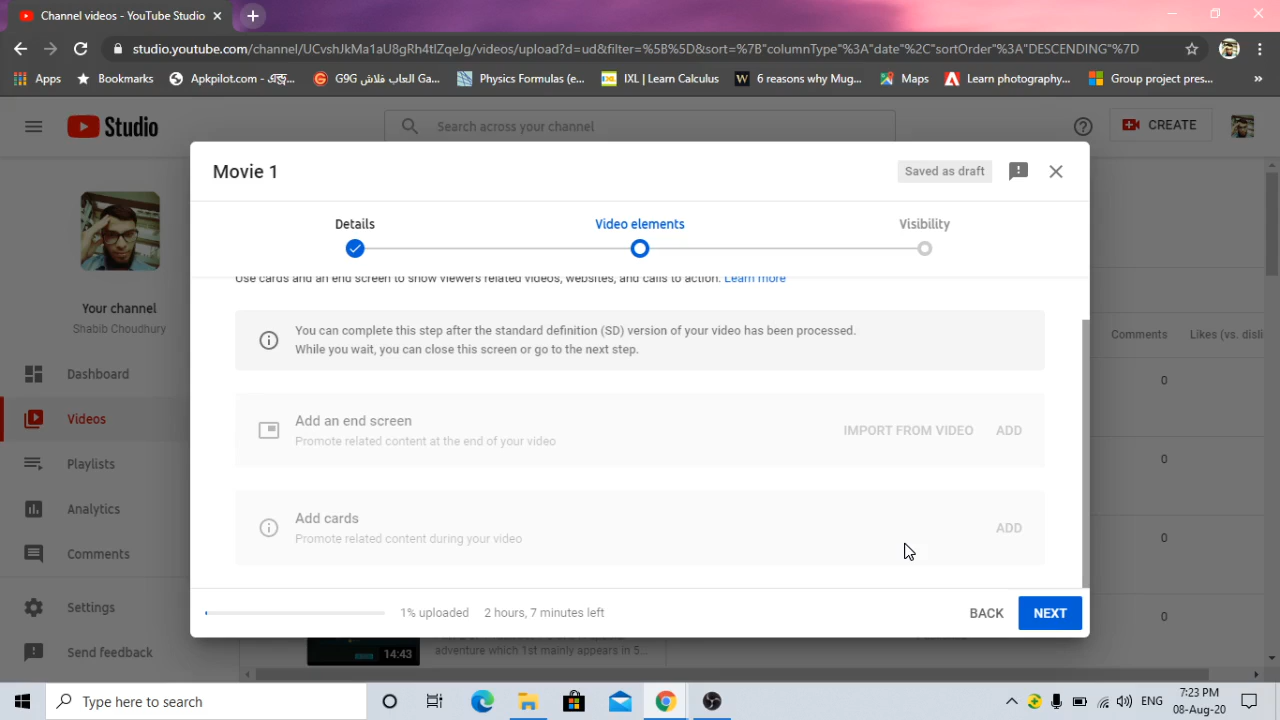 Channel videos - YouTube Studio
studio.youtube.com/channel/UCvshJkMa1aU8gRh4tlZqeJg/videos/upload?d=ud&filter=%5B%5D&sort=%7B"columnType"%3A"date"%2C"sortOrder"%3A"DESCENDING"%7D
Apps
Bookmarks
Apkpilot.com -
G9G العاب فلاش Ga...
Physics Formulas (e...
IXL | Learn Calculus
6 reasons why Mug...
Maps
Learn photography...
Group project pres...
»
Studio
Search across your channel
CREATE
Movie 1
Saved as draft
Details
Video elements
Visibility
Use cards and an end screen to show viewers related videos, websites, and calls to action. Learn more
You can complete this step after the standard definition (SD) version of your video has been processed.
While you wait, you can close this screen or go to the next step.
Add an end screen
Promote related content at the end of your video
IMPORT FROM VIDEO
ADD
Add cards
Promote related content during your video
ADD
1% uploaded
2 hours, 7 minutes left
BACK
NEXT
Your channel
Shabib Choudhury
Dashboard
Videos
Playlists
Analytics
Comments
Settings
Send feedback
Comments
Likes (vs. disli
0
0
0
0
14:43
adventure which 1st mainly appears in 5...
Type here to search
ENG
7:23 PM
08-Aug-20